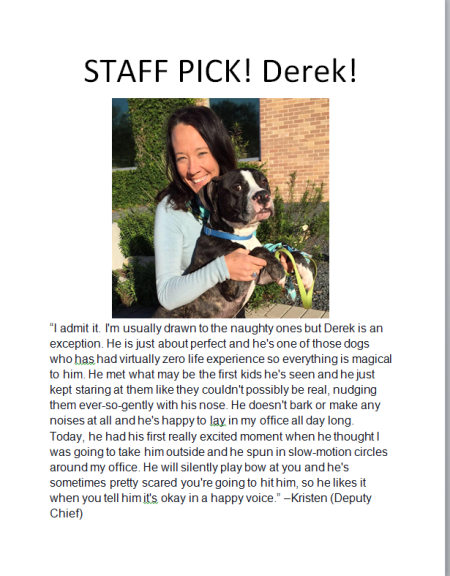 STAFF PICK! Derek!
“I admit it. I'm usually drawn to the naughty ones but Derek is an
exception. He is just about perfect and he's one of those dogs
who has had virtually zero life experience so everything is magical
to him. He met what may be the first kids he's seen and he just
kept staring at them like they couldn't possibly be real, nudging
them ever-so-gently with his nose. He doesn't bark or make any
noises at all and he's happy to lay in my office all day long.
Today, he had his first really excited moment when he thought I
was going to take him outside and he spun in slow-motion circles
around my office. He will silently play bow at you and he's
sometimes pretty scared you're going to hit him, so he likes it
when you tell him it's okay in a happy voice.” –Kristen (Deputy
Chief)